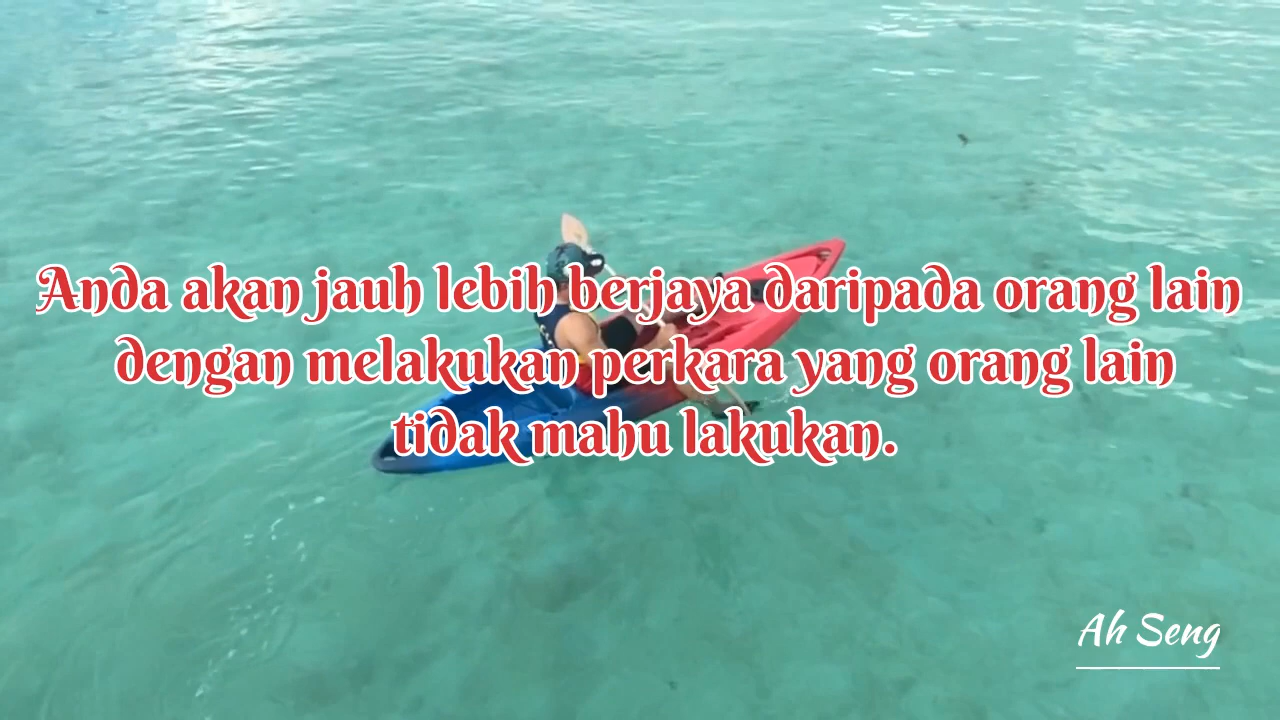 Anda akan jauh lebih berjaya daripada orang lain
dengan melakukan perkara yang orang lain
tidak mahu lakukan.
Ah Seng